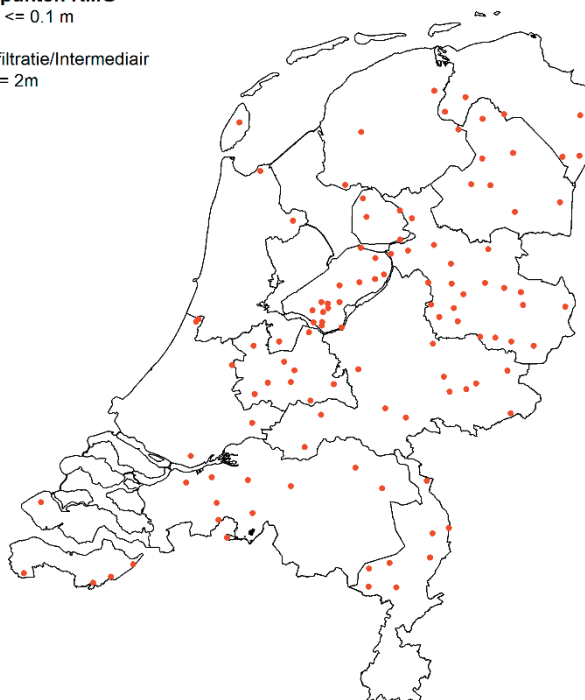 <= 0.1 m
iltratie/Intermediair
= 2m